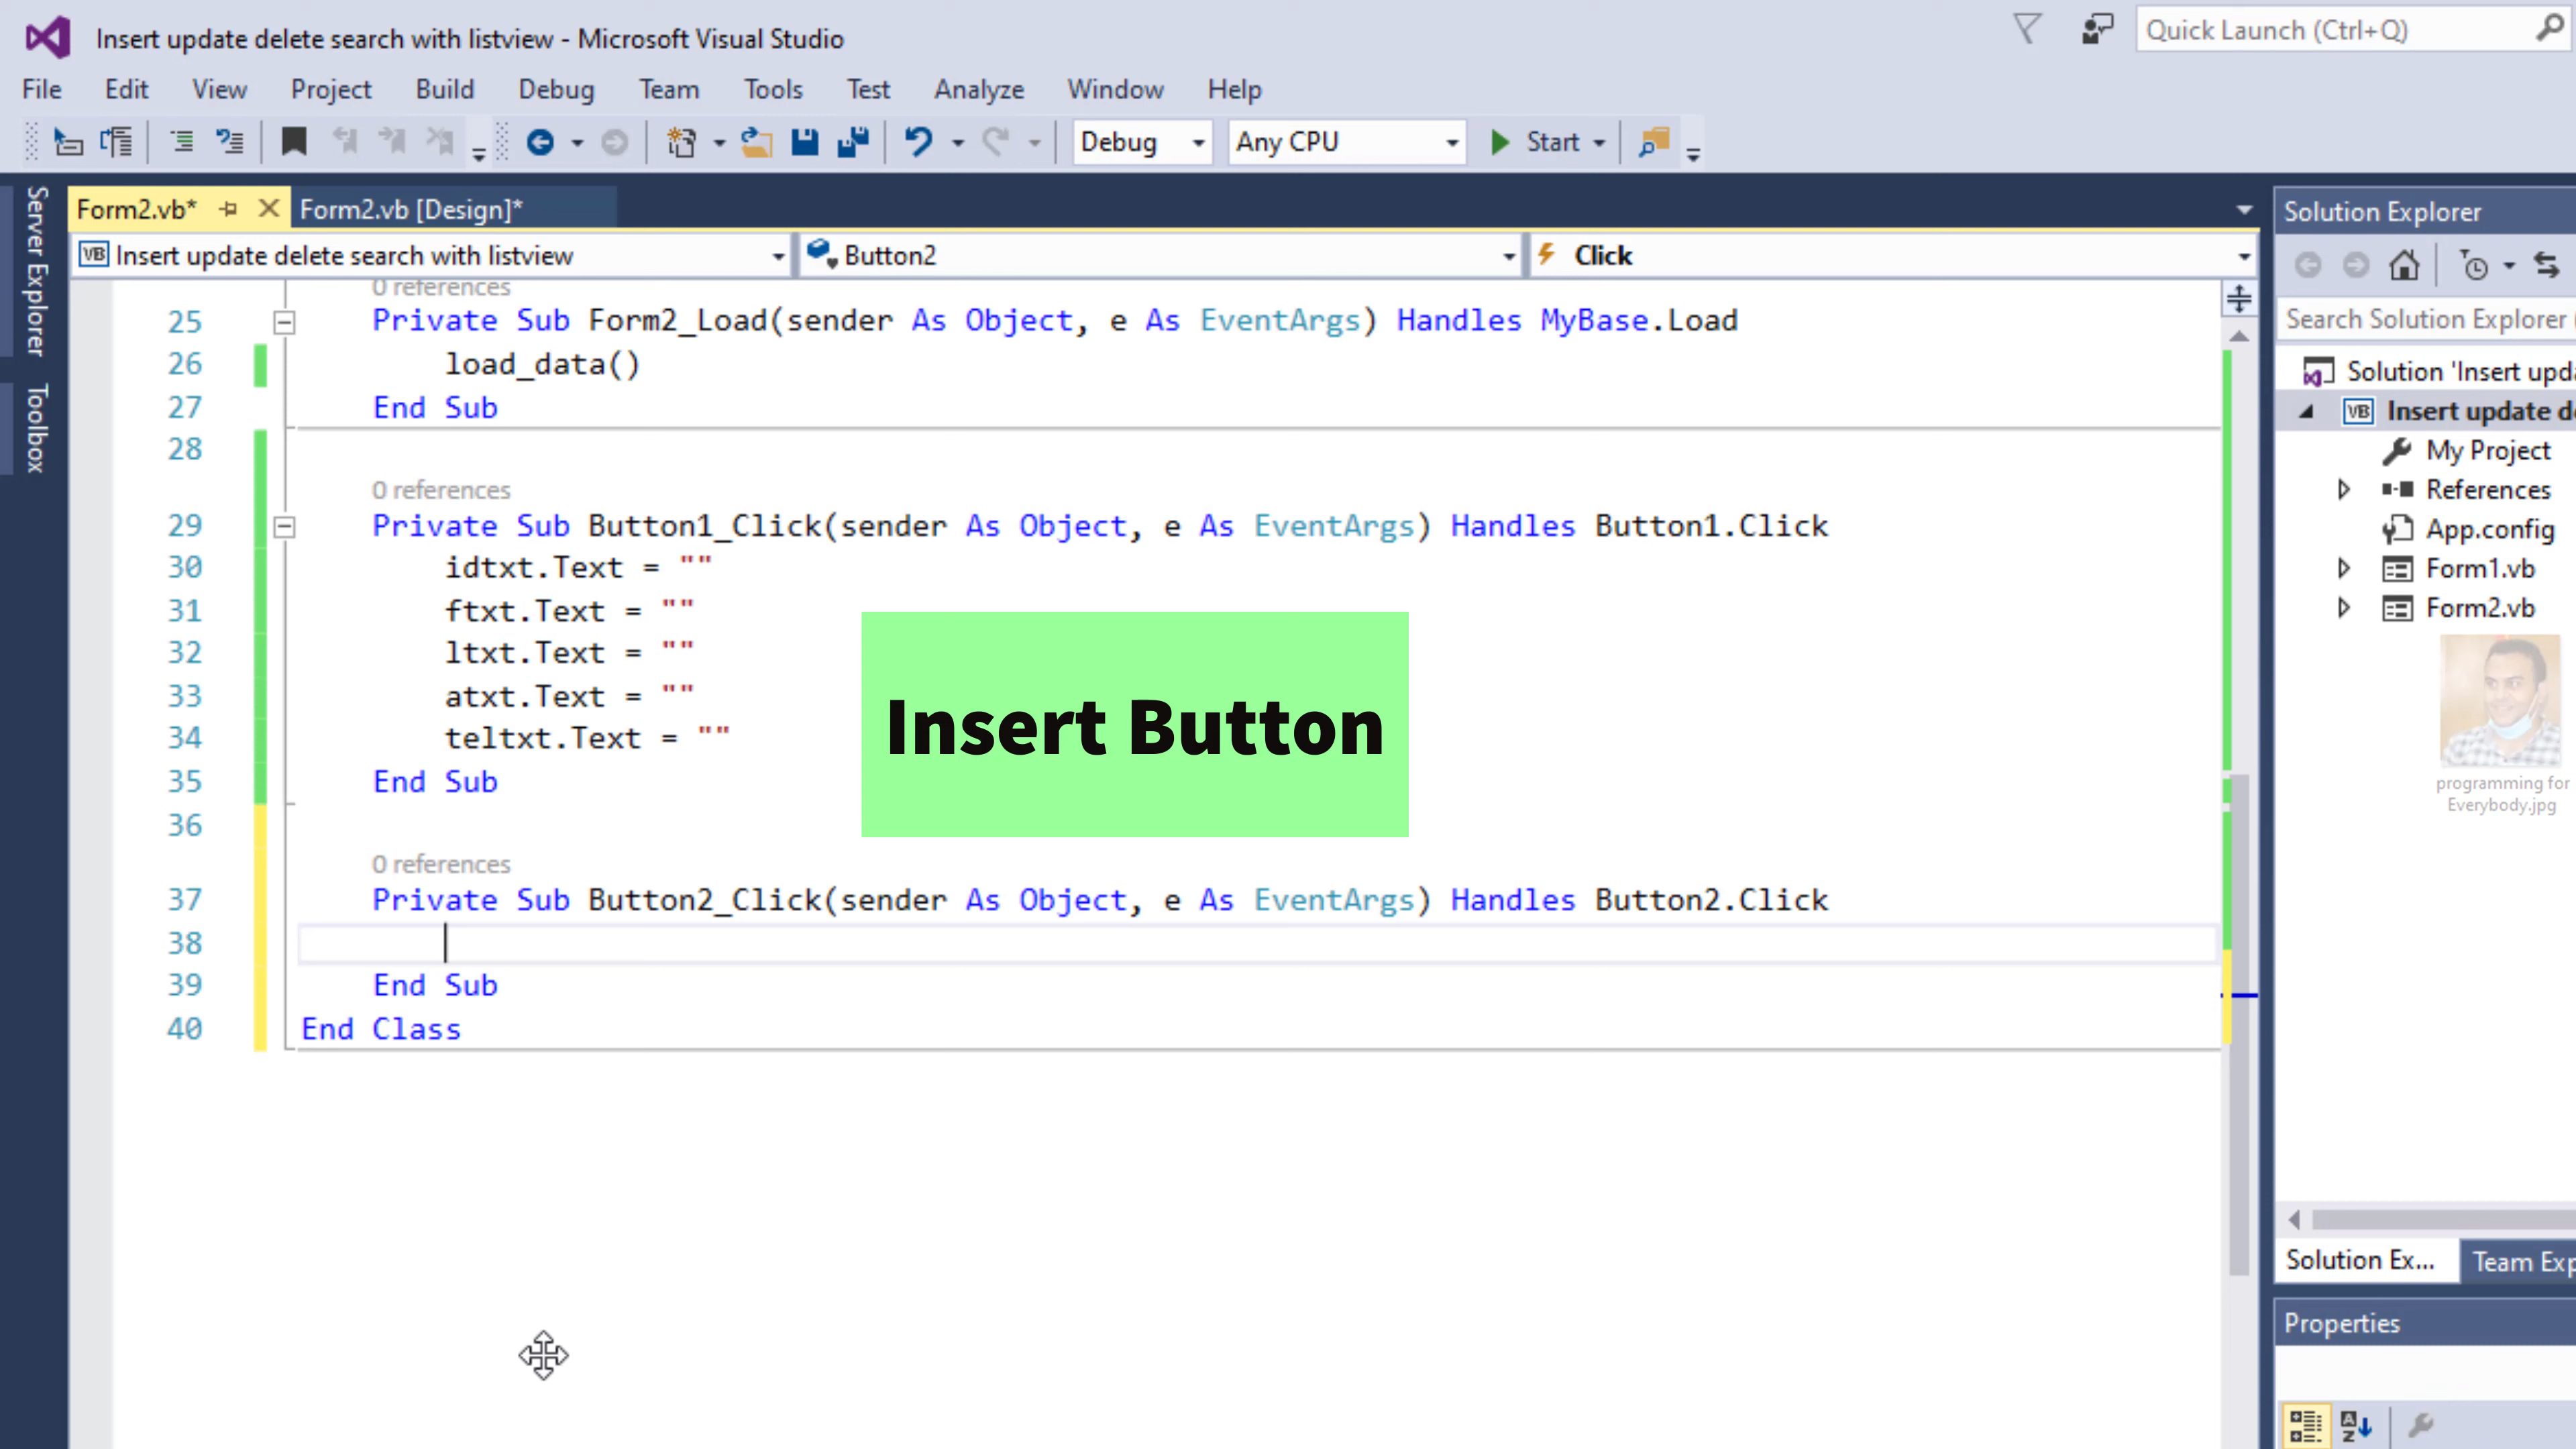 Insert update delete search with listview - Microsoft Visual Studio
Quick Launch (Ctrl+Q)
File Edit View Project Build Debug Team Tools Test Analyze Window Help
Debug Any CPU Start
Server Explorer
Toolbox
Form2.vb* Form2.vb [Design]*
Insert update delete search with listview Button2 Click
0 references
25 Private Sub Form2_Load(sender As Object, e As EventArgs) Handles MyBase.Load
26 load_data()
27 End Sub
28
0 references
29 Private Sub Button1_Click(sender As Object, e As EventArgs) Handles Button1.Click
30 idtxt.Text = ""
31 ftxt.Text = ""
32 ltxt.Text = ""
33 atxt.Text = ""
34 teltxt.Text = ""
35 End Sub
36
0 references
37 Private Sub Button2_Click(sender As Object, e As EventArgs) Handles Button2.Click
38
39 End Sub
40 End Class
Insert Button
Solution Explorer
Search Solution Explorer (
Solution 'Insert upda
VB Insert update de
My Project
References
App.config
Form1.vb
Form2.vb
programming for
Everybody.jpg
Solution Ex... Team Exp
Properties